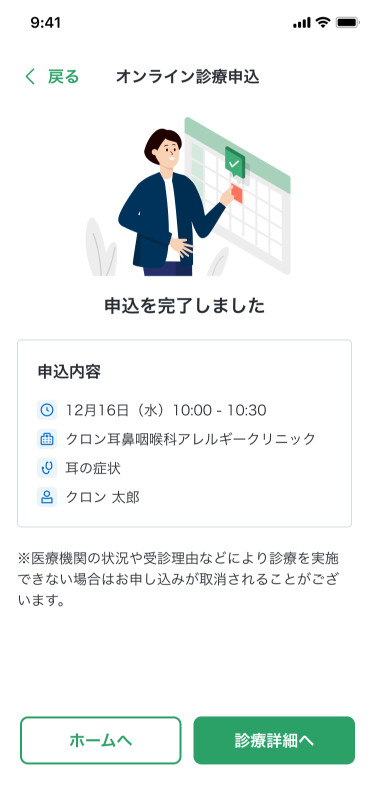 9:41
戻る オンライン診療申込
申込を完了しました
申込内容
12月16日（水）10:00 - 10:30
クロン耳鼻咽喉科アレルギークリニック
耳の症状
クロン 太郎
※医療機関の状況や受診理由などにより診療を実施
できない場合はお申し込みが取消されることがござ
います。
ホームへ 診療詳細へ